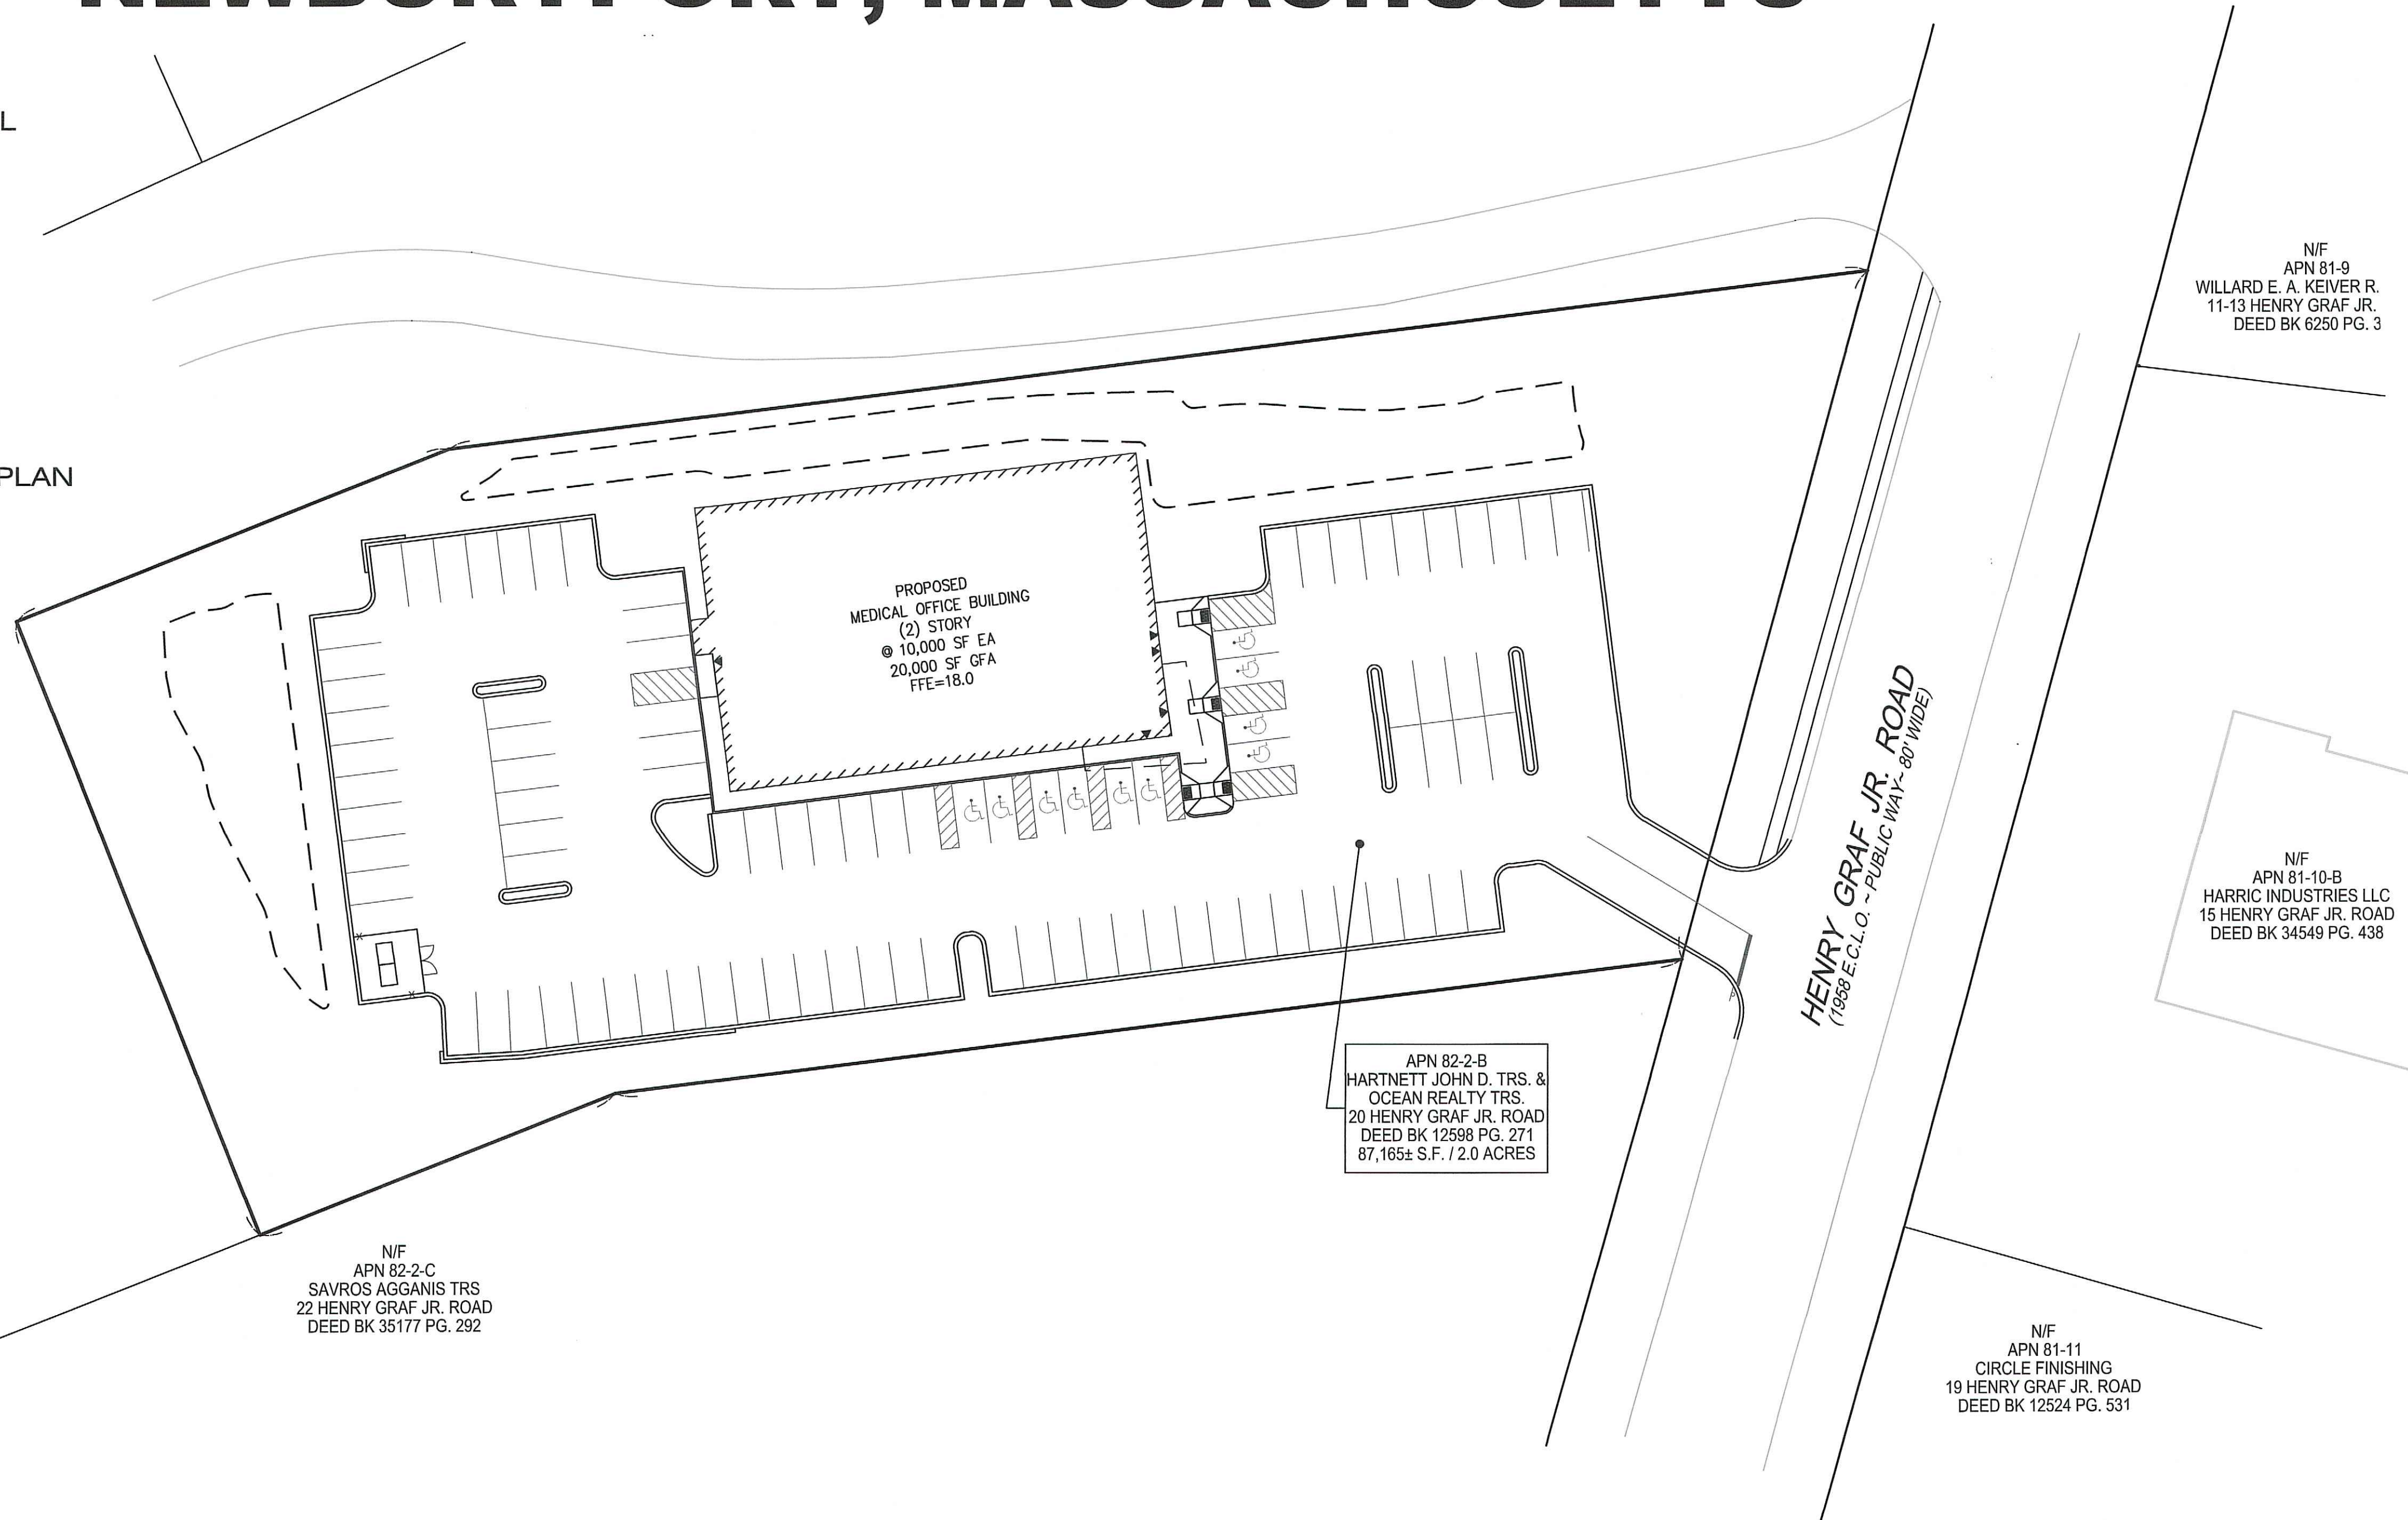 NEWBURYPORT, MASSACHUSETTS
L
PLAN
N/F
APN 81-9
WILLARD E. A. KEIVER R.
11-13 HENRY GRAF JR.
DEED BK 6250 PG. 3
PROPOSED
MEDICAL OFFICE BUILDING
(2) STORY
@ 10,000 SF EA
20,000 SF GFA
FFE=18.0
HENRY GRAF JR. ROAD
(1958 E.C.L.O. ~ PUBLIC WAY ~ 80' WIDE)
N/F
APN 81-10-B
HARRIC INDUSTRIES LLC
15 HENRY GRAF JR. ROAD
DEED BK 34549 PG. 438
APN 82-2-B
HARTNETT JOHN D. TRS. &
OCEAN REALTY TRS.
20 HENRY GRAF JR. ROAD
DEED BK 12598 PG. 271
87,165± S.F. / 2.0 ACRES
N/F
APN 82-2-C
SAVROS AGGANIS TRS
22 HENRY GRAF JR. ROAD
DEED BK 35177 PG. 292
N/F
APN 81-11
CIRCLE FINISHING
19 HENRY GRAF JR. ROAD
DEED BK 12524 PG. 531